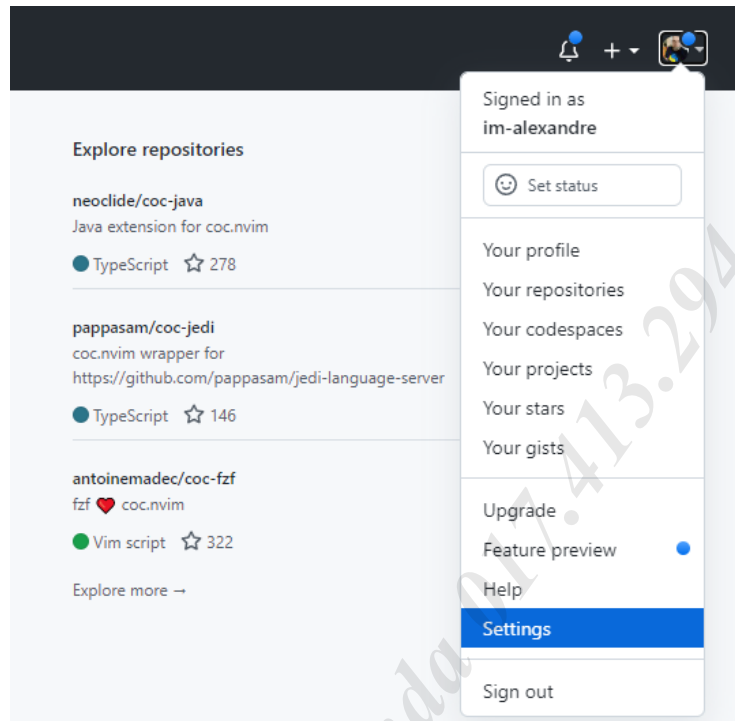 Signed in as
im-alexandre
Set status
Your profile
Your repositories
Your codespaces
Your projects
Your stars
Your gists
Upgrade
Feature preview
Help
Settings
Sign out
Explore repositories
neoclide/coc-java
Java extension for coc.nvim
TypeScript 278
pappasam/coc-jedi
coc.nvim wrapper for
https://github.com/pappasam/jedi-language-server
TypeScript 146
antoinemadec/coc-fzf
fzf ❤️ coc.nvim
Vim script 322
Explore more →
017.413.294